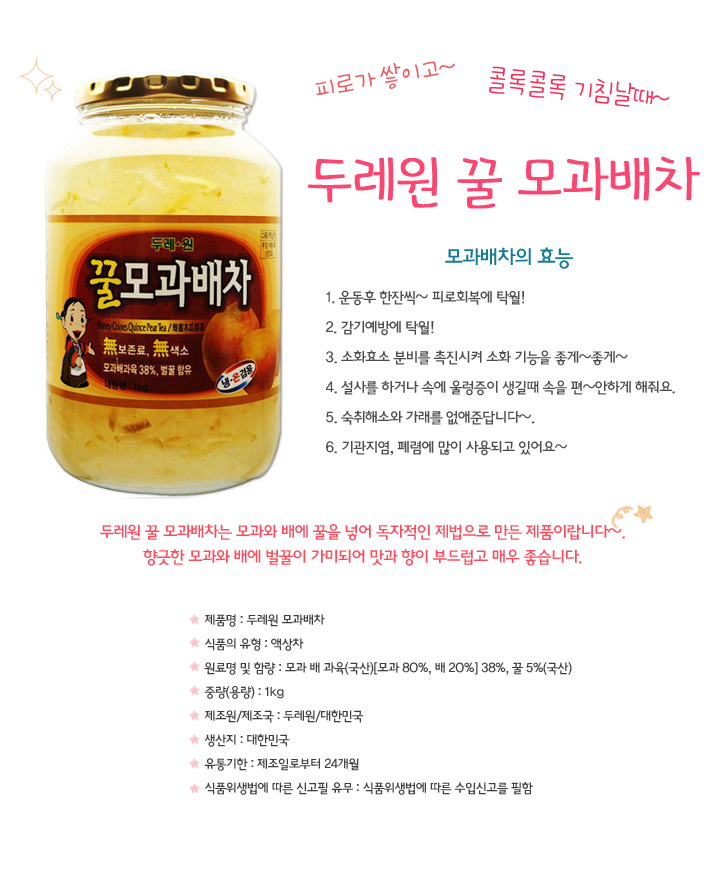 피로가 쌓이고~
콜록콜록 기침날때~
두레원 꿀 모과배차
두레원
꿀모과배차
Honey Chines Quince Pear Tea / 蜂蜜木瓜梨茶
無보존료, 無색소
모과배과육 38%, 벌꿀 함유
내용량 : 1kg
냉·온겸용
모과배차의 효능
1. 운동후 한잔씩~ 피로회복에 탁월!
2. 감기예방에 탁월!
3. 소화효소 분비를 촉진시켜 소화 기능을 좋게~좋게~
4. 설사를 하거나 속에 울렁증이 생길때 속을 편~안하게 해줘요.
5. 숙취해소와 가래를 없애준답니다~.
6. 기관지염, 폐렴에 많이 사용되고 있어요~
두레원 꿀 모과배차는 모과와 배에 꿀을 넣어 독자적인 제법으로 만든 제품이랍니다~.
향긋한 모과와 배에 벌꿀이 가미되어 맛과 향이 부드럽고 매우 좋습니다.
제품명 : 두레원 모과배차
식품의 유형 : 액상차
원료명 및 함량 : 모과 배 과육(국산)[모과 80%, 배 20%] 38%, 꿀 5%(국산)
중량(용량) : 1kg
제조원/제조국 : 두레원/대한민국
생산지 : 대한민국
유통기한 : 제조일로부터 24개월
식품위생법에 따른 신고필 유무 : 식품위생법에 따른 수입신고를 필함